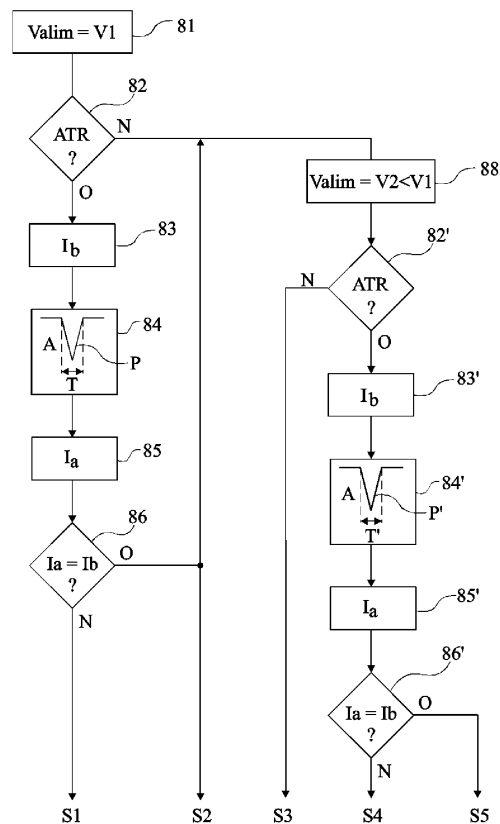 Valim = V1
81
82
ATR
?
N
O
83
Ib
84
A
P
T
85
Ia
86
Ia = Ib
?
O
N
88
Valim = V2<V1
82'
N
ATR
?
O
83'
Ib
84'
A
P'
T'
85'
Ia
86'
Ia = Ib
?
O
N
S1
S2
S3
S4
S5